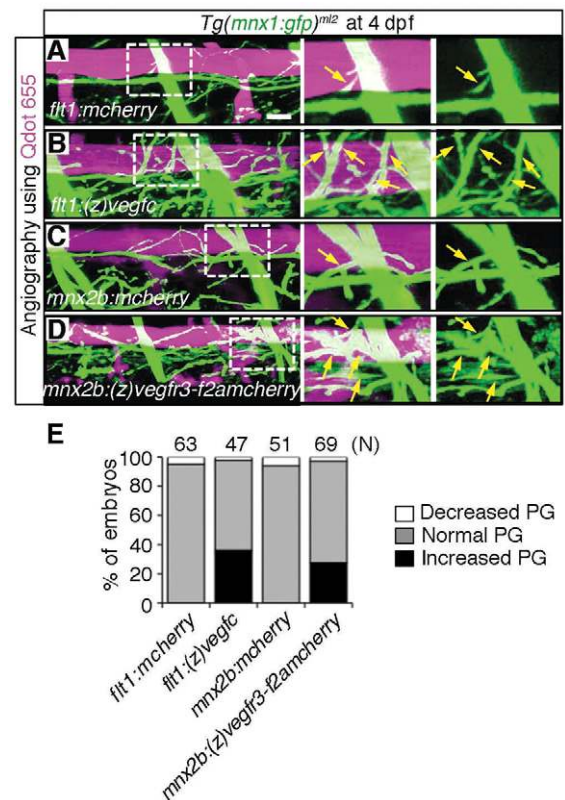 Tg(mnx1:gfp)ml2 at 4 dpf
Angiography using Qdot 655
A
flt1:mcherry
B
flt1:(z)vegfc
C
mnx2b:mcherry
D
mnx2b:(z)vegfr3-f2amcherry
E
63 47 51 69 (N)
100
80
60
40
20
0
% of embryos
Decreased PG
Normal PG
Increased PG
flt1:mcherry
flt1:(z)vegfc
mnx2b:mcherry
mnx2b:(z)vegfr3-f2amcherry